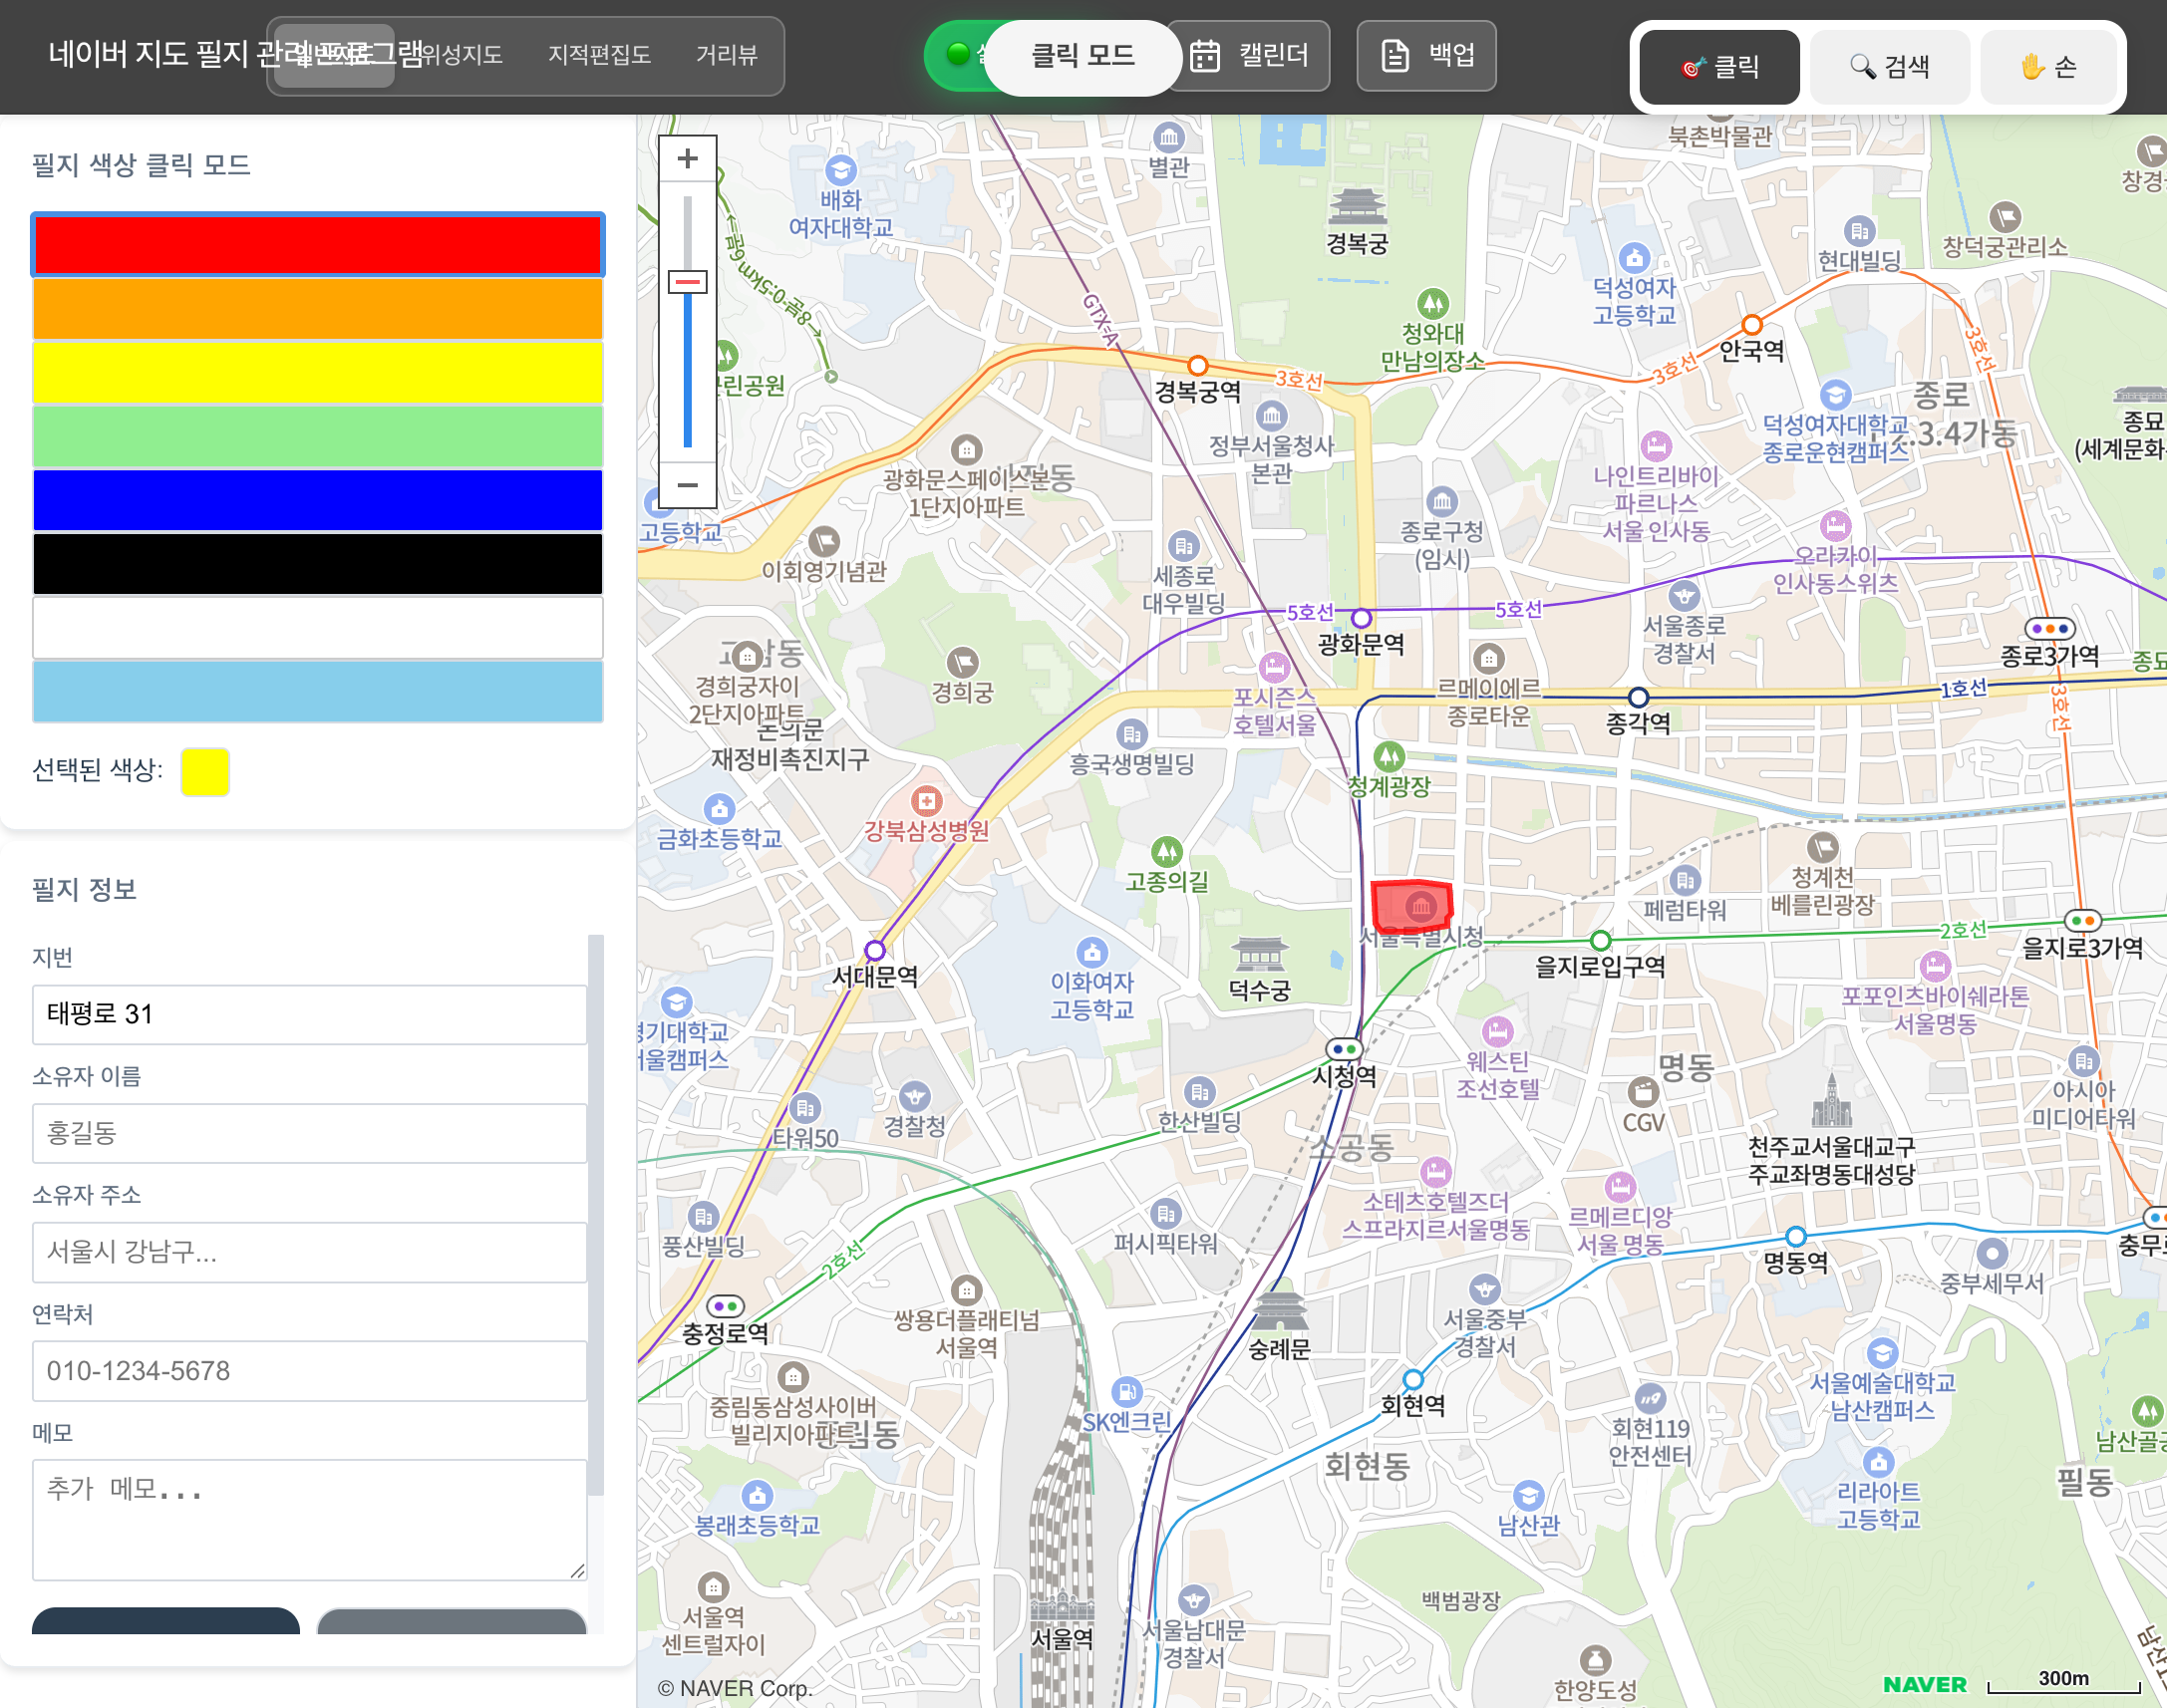 네이버 지도 필지 관리 프로그램
일반지도
위성지도
지적편집도
거리뷰
클릭 모드
캘린더
백업
클릭
검색
손
필지 색상 클릭 모드
선택된 색상:
필지 정보
지번
태평로 31
소유자 이름
홍길동
소유자 주소
서울시 강남구...
연락처
010-1234-5678
메모
추가 메모...
+
−
별관
북촌박물관
배화
여자대학교
경복궁
창덕궁관리소
현대빌딩
덕성여자
고등학교
←곰6.5km
8곰-0.5km→
GTX-A
청와대
만남의장소
안국역
3호선
3호선
3호선
경복궁역
정부서울청사
본관
종로
1.2.3.4가동
덕성여자대학교
종로운현캠퍼스
종묘
나인트리바이
파르나스
서울 인사동
광화문스페이스본
1단지아파트
고등학교
종로구청
(임시)
오라카이
인사동스위츠
이회영기념관
세종로
대우빌딩
5호선
5호선
서울종로
경찰서
광화문역
종로3가역
경희궁자이
2단지아파트
경희궁
포시즌스
호텔서울
르메이에르
종로타운
1호선
3호선
종각역
돈의문
재정비촉진지구
흥국생명빌딩
청계광장
금화초등학교
강북삼성병원
고종의길
청계천
베를린광장
페럼타워
서울특별시청
2호선
을지로3가역
서대문역
이화여자
고등학교
덕수궁
을지로입구역
포포인츠바이쉐라톤
서울명동
웨스틴
조선호텔
시청역
명동
아시아
미디어타워
타워50
경찰청
한산빌딩
CGV
소공동
천주교서울대교구
주교좌명동대성당
소테츠호텔즈더
스프라지르서울명동
르메르디앙
서울 명동
풍산빌딩
2호선
퍼시픽타워
명동역
중부세무서
충정로역
쌍용더플래티넘
서울역
숭례문
서울중부
경찰서
중림동삼성사이버
빌리지아파트
중림동
SK엔크린
회현역
서울예술대학교
남산캠퍼스
회현119
안전센터
회현동
필동
봉래초등학교
남산관
리라아트
고등학교
서울역
센트럴자이
서울역
서울남대문
경찰서
백범광장
한양도성
© NAVER Corp.
NAVER
300m